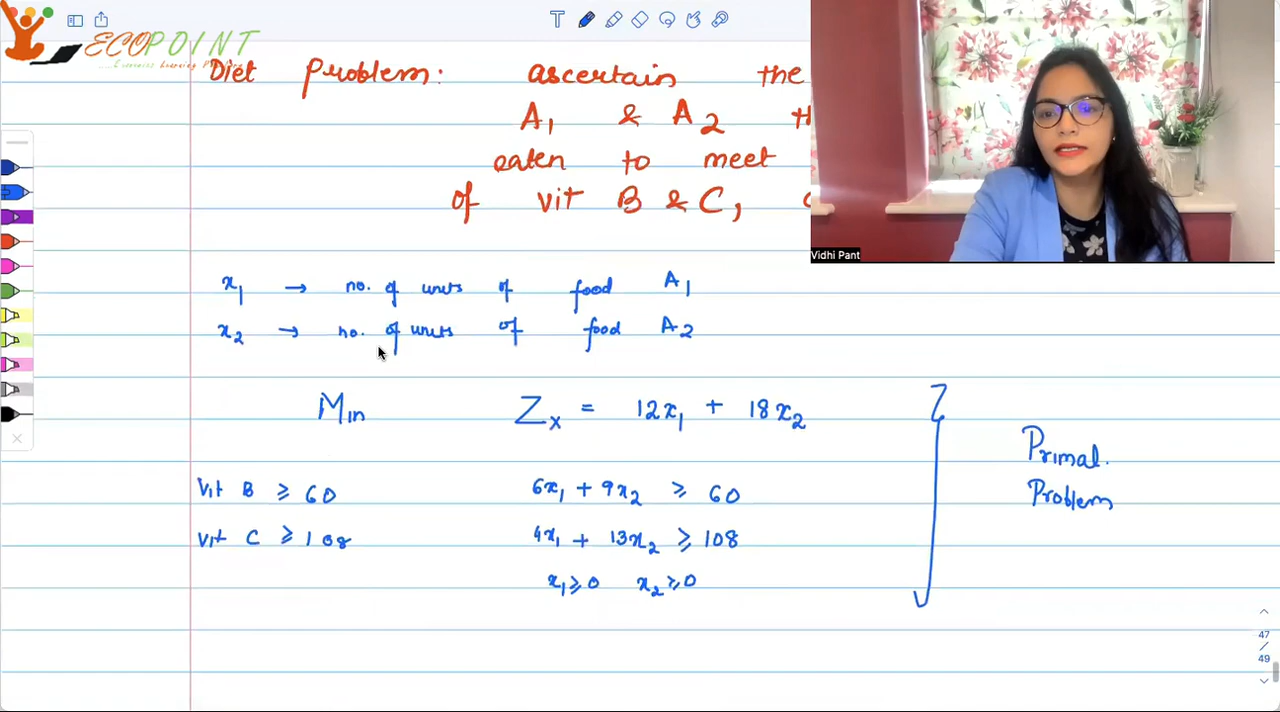 ECOPOINT
Diet Problem: ascertain the
A1 & A2
eaten to meet
of vit B & C,
Vidhi Pant
x1 → no. of units of food A1
x2 → no. of units of food A2
Min Zx = 12x1 + 18x2
Primal
Problem
Vit B ≥ 60 6x1 + 9x2 ≥ 60
Vit C ≥ 108 4x1 + 13x2 ≥ 108
x1 ≥ 0 x2 ≥ 0
47
/
49